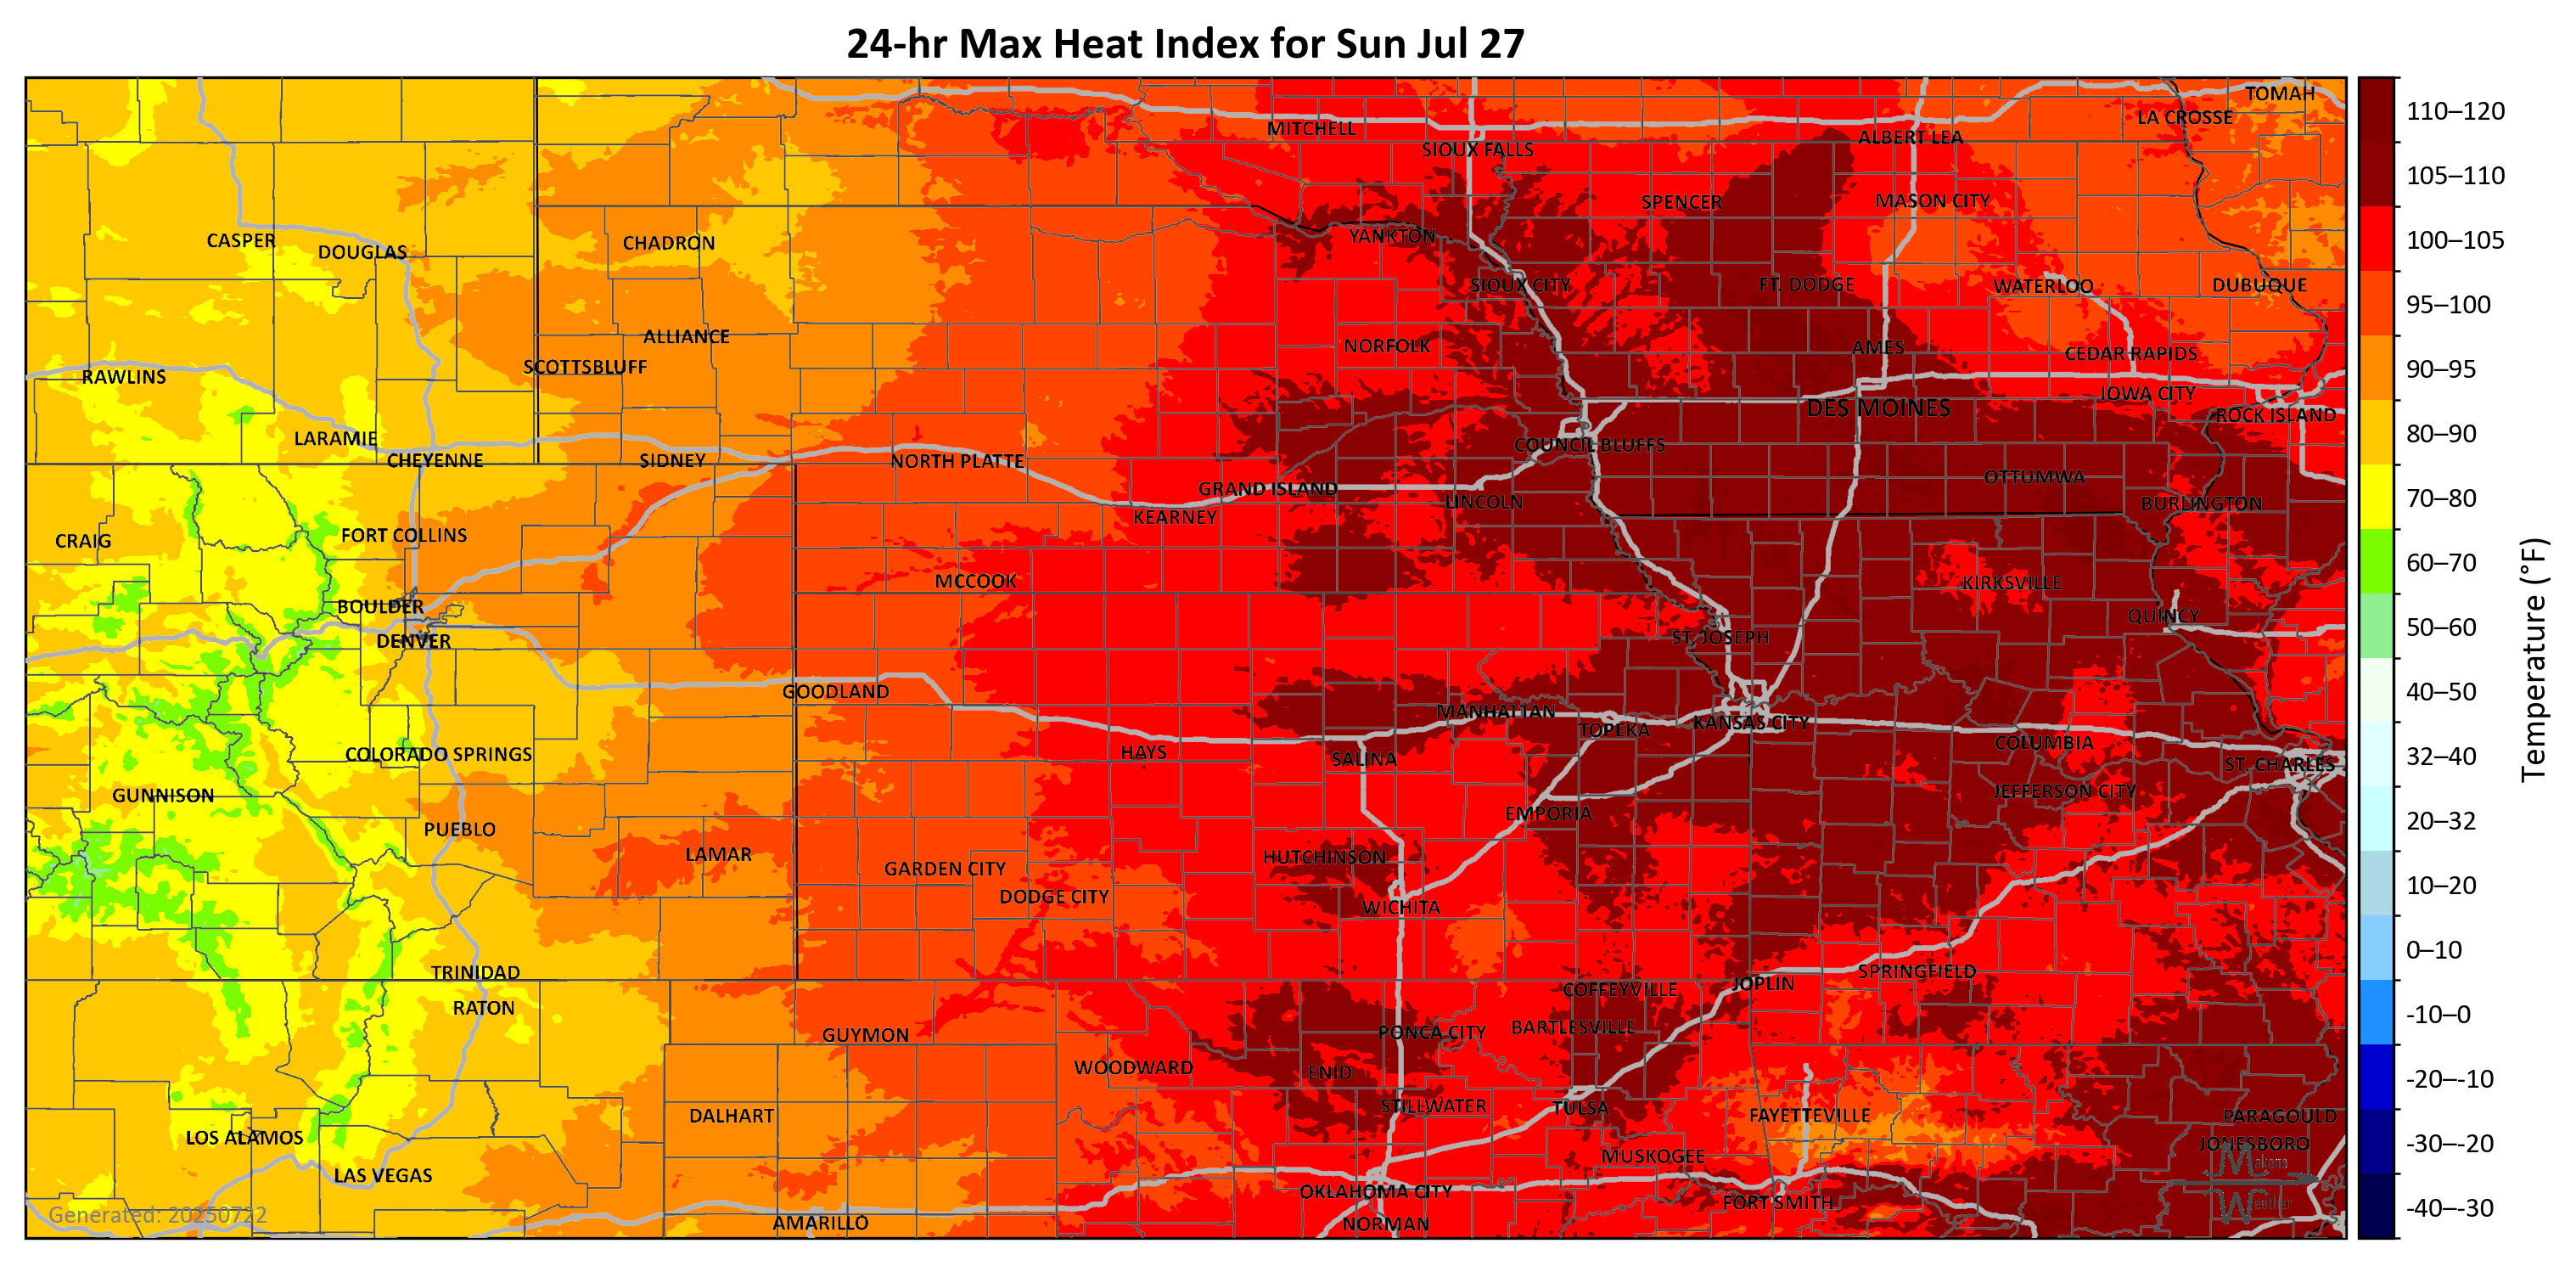 24-hr Max Heat Index for Sun Jul 27
TOMAH
LA CROSSE
MITCHELL
ALBERT LEA
SIOUX FALLS
SPENCER
MASON CITY
YANKTON
CASPER
CHADRON
DOUGLAS
SIOUX CITY
FT. DODGE
WATERLOO
DUBUQUE
ALLIANCE
NORFOLK
AMES
CEDAR RAPIDS
SCOTTSBLUFF
RAWLINS
IOWA CITY
DES MOINES
ROCK ISLAND
LARAMIE
COUNCIL BLUFFS
CHEYENNE
SIDNEY
NORTH PLATTE
OTTUMWA
GRAND ISLAND
LINCOLN
BURLINGTON
KEARNEY
FORT COLLINS
CRAIG
MCCOOK
KIRKSVILLE
BOULDER
QUINCY
DENVER
ST. JOSEPH
GOODLAND
MANHATTAN
TOPEKA
KANSAS CITY
COLUMBIA
COLORADO SPRINGS
HAYS
SALINA
ST. CHARLES
JEFFERSON CITY
GUNNISON
EMPORIA
PUEBLO
LAMAR
HUTCHINSON
GARDEN CITY
DODGE CITY
WICHITA
TRINIDAD
SPRINGFIELD
JOPLIN
COFFEYVILLE
RATON
BARTLESVILLE
GUYMON
PONCA CITY
WOODWARD
ENID
STILLWATER
TULSA
DALHART
FAYETTEVILLE
PARAGOULD
LOS ALAMOS
JONESBORO
MUSKOGEE
Makens
LAS VEGAS
OKLAHOMA CITY
FORT SMITH
Weather
Generated: 20250722
AMARILLO
NORMAN
110–120
105–110
100–105
95–100
90–95
80–90
70–80
60–70
50–60
40–50
32–40
20–32
10–20
0–10
-10–0
-20–-10
-30–-20
-40–-30
Temperature (°F)